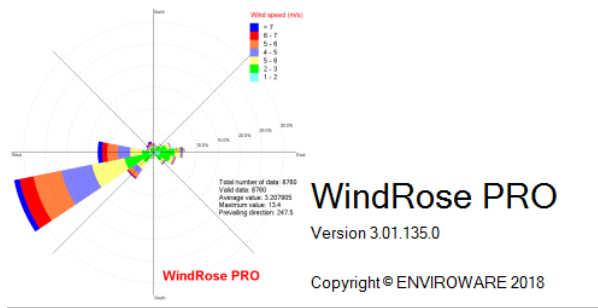 South
Wind speed (m/s)
> 7
6 - 7
5 - 6
4 - 5
5 - 6
2 - 3
1 - 2
10.0%
15.0%
20.0%
25.0%
30.0%
West
East
Total number of data: 8760
Valid data: 8760
Average value: 3.207905
Maximum value: 13.4
Prevailing direction: 247.5
WindRose PRO
South
WindRose PRO
Version 3.01.135.0
Copyright © ENVIROWARE 2018